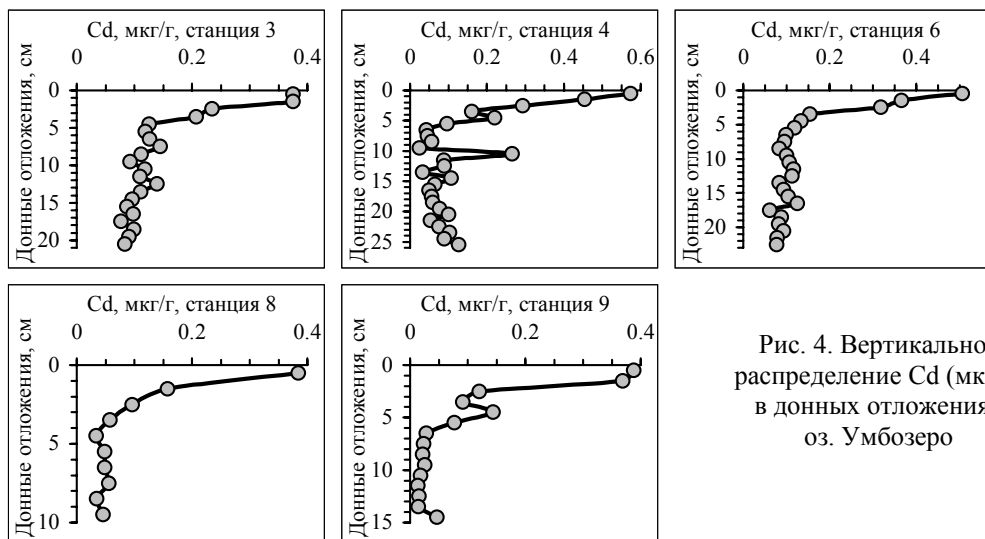 Cd, мкг/г, станция 3
0 0.2 0.4
Донные отложения, см
0
5
10
15
20
Cd, мкг/г, станция 4
0 0.2 0.4 0.6
Донные отложения, см
0
5
10
15
20
25
Cd, мкг/г, станция 6
0 0.2 0.4
Донные отложения, см
0
5
10
15
20
Cd, мкг/г, станция 8
0 0.2 0.4
Донные отложения, см
0
5
10
Cd, мкг/г, станция 9
0 0.2 0.4
Донные отложения, см
0
5
10
15
Рис. 4. Вертикально
распределение Cd (мк
в донных отложения
оз. Умбозеро